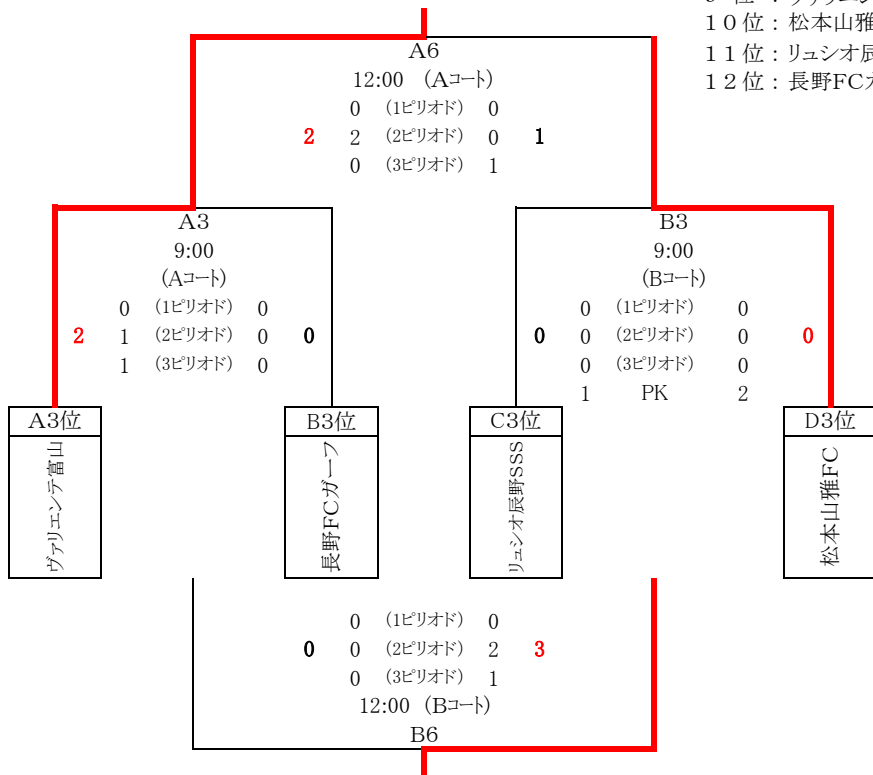 10位：松本山雅
11位：リュシオ辰
12位：長野FCガ
A6
12:00 (Aコート)
0 (1ピリオド) 0
2 2 (2ピリオド) 0 1
0 (3ピリオド) 1
A3
9:00
(Aコート)
0 (1ピリオド) 0
2 1 (2ピリオド) 0 0
1 (3ピリオド) 0
B3
9:00
(Bコート)
0 (1ピリオド) 0
0 0 (2ピリオド) 0 0
0 (3ピリオド) 0
1 PK 2
A3位
ヴァリエンテ富山
B3位
長野FCガーフ
C3位
リュシオ辰野SSS
D3位
松本山雅FC
0 (1ピリオド) 0
0 0 (2ピリオド) 2 3
0 (3ピリオド) 1
12:00 (Bコート)
B6